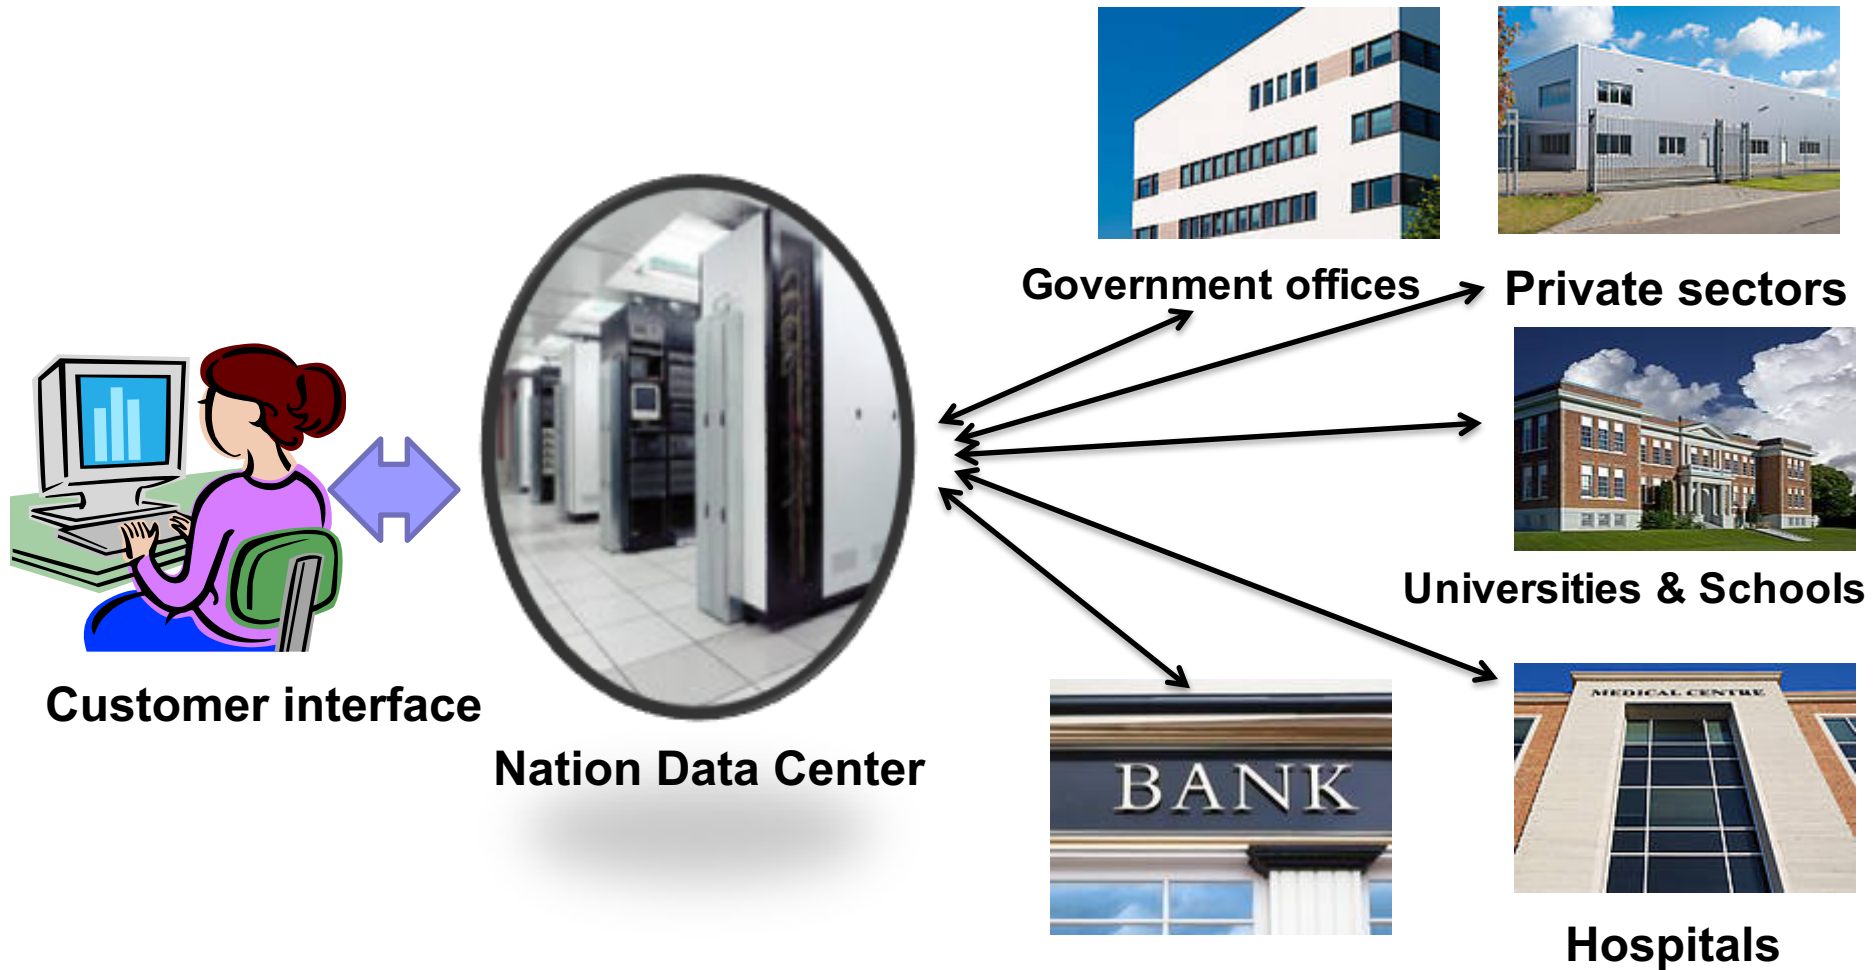 Government offices
Private sectors
Universities & Schools
Customer interface
Nation Data Center
BANK
MEDICAL CENTRE
Hospitals